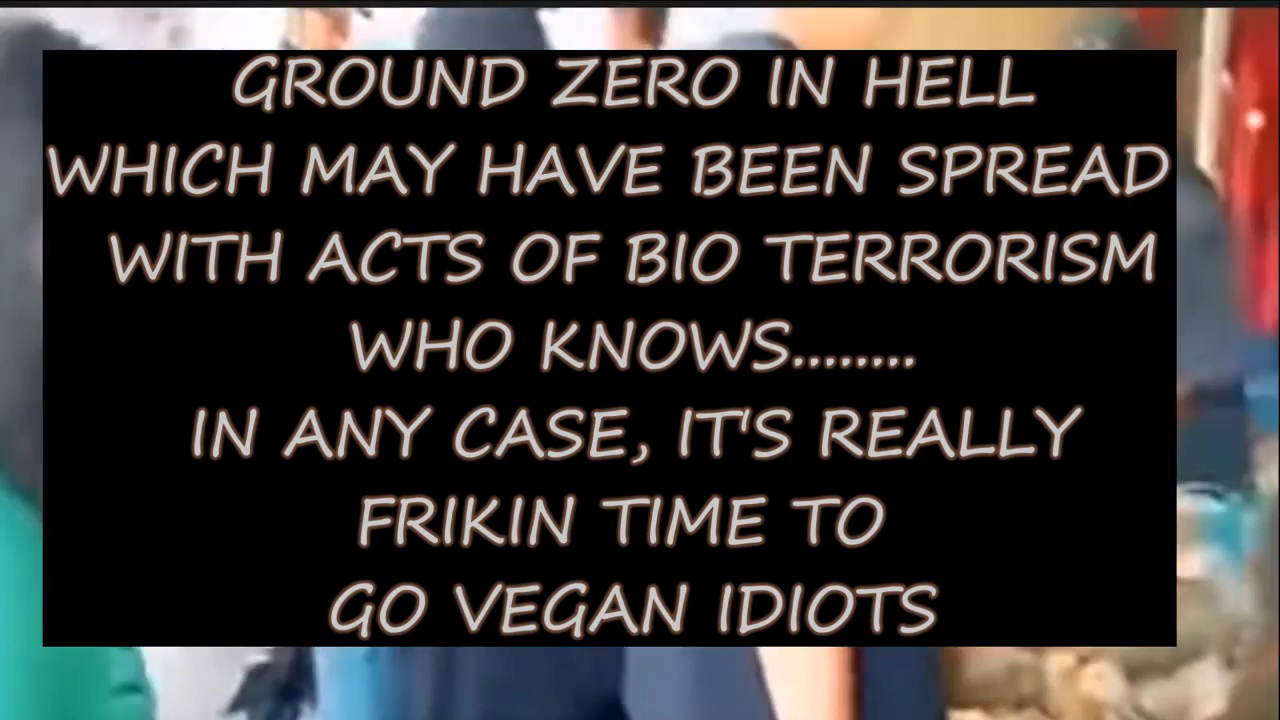 GROUND ZERO IN HELL
WHICH MAY HAVE BEEN SPREAD
WITH ACTS OF BIO TERRORISM
WHO KNOWS........
IN ANY CASE, IT'S REALLY
FRIKIN TIME TO
GO VEGAN IDIOTS